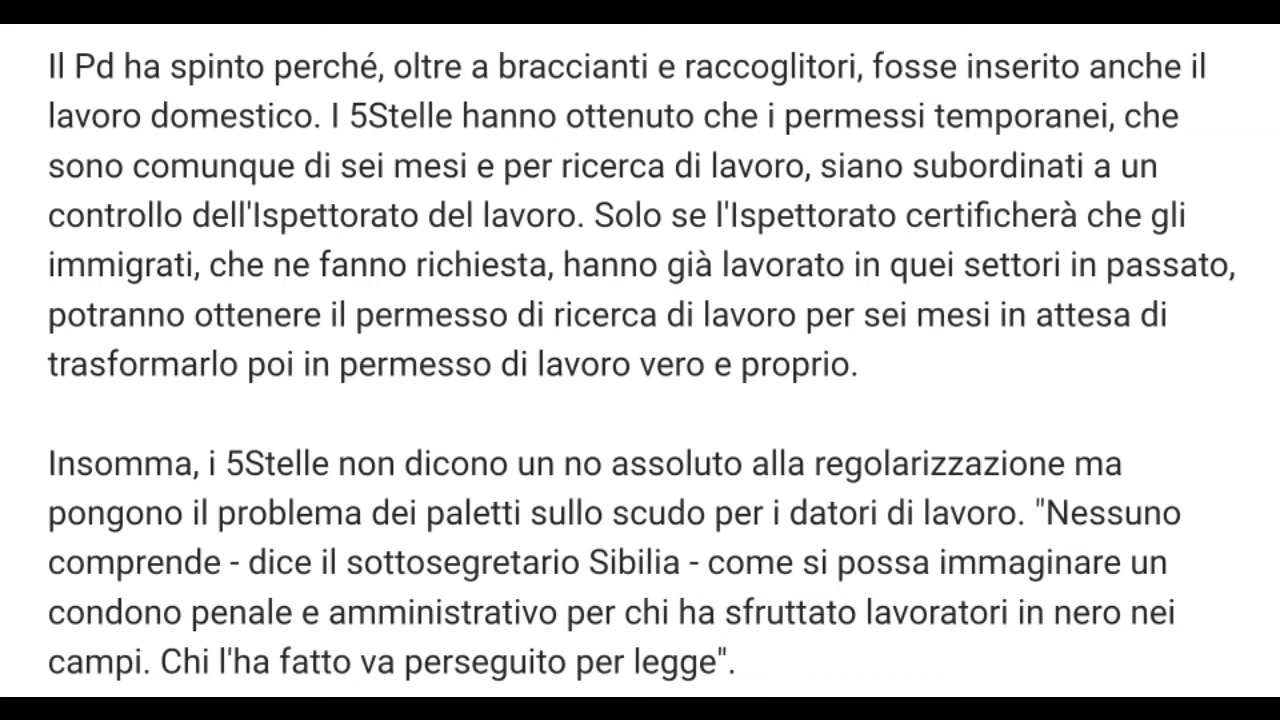 Il Pd ha spinto perché, oltre a braccianti e raccoglitori, fosse inserito anche il
lavoro domestico. I 5Stelle hanno ottenuto che i permessi temporanei, che
sono comunque di sei mesi e per ricerca di lavoro, siano subordinati a un
controllo dell'Ispettorato del lavoro. Solo se l'Ispettorato certificherà che gli
immigrati, che ne fanno richiesta, hanno già lavorato in quei settori in passato,
potranno ottenere il permesso di ricerca di lavoro per sei mesi in attesa di
trasformarlo poi in permesso di lavoro vero e proprio.
Insomma, i 5Stelle non dicono un no assoluto alla regolarizzazione ma
pongono il problema dei paletti sullo scudo per i datori di lavoro. "Nessuno
comprende - dice il sottosegretario Sibilia - come si possa immaginare un
condono penale e amministrativo per chi ha sfruttato lavoratori in nero nei
campi. Chi l'ha fatto va perseguito per legge".